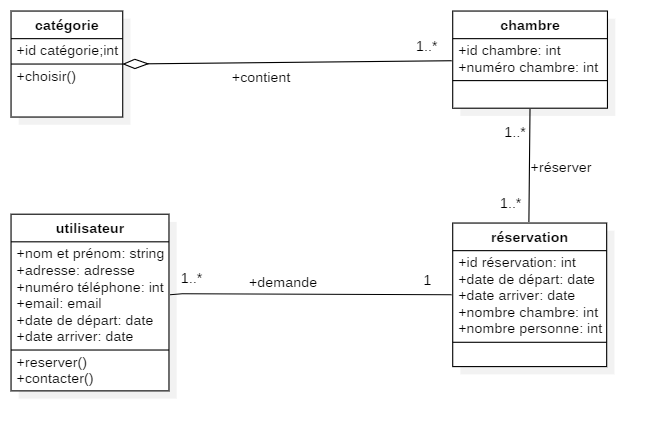 catégorie
+id catégorie;int
+choisir()
1..*
+contient
chambre
+id chambre: int
+numéro chambre: int
1..*
+réserver
1..*
utilisateur
+nom et prénom: string
+adresse: adresse
+numéro téléphone: int
+email: email
+date de départ: date
+date arriver: date
+reserver()
+contacter()
1..*
+demande
1
réservation
+id réservation: int
+date de départ: date
+date arriver: date
+nombre chambre: int
+nombre personne: int